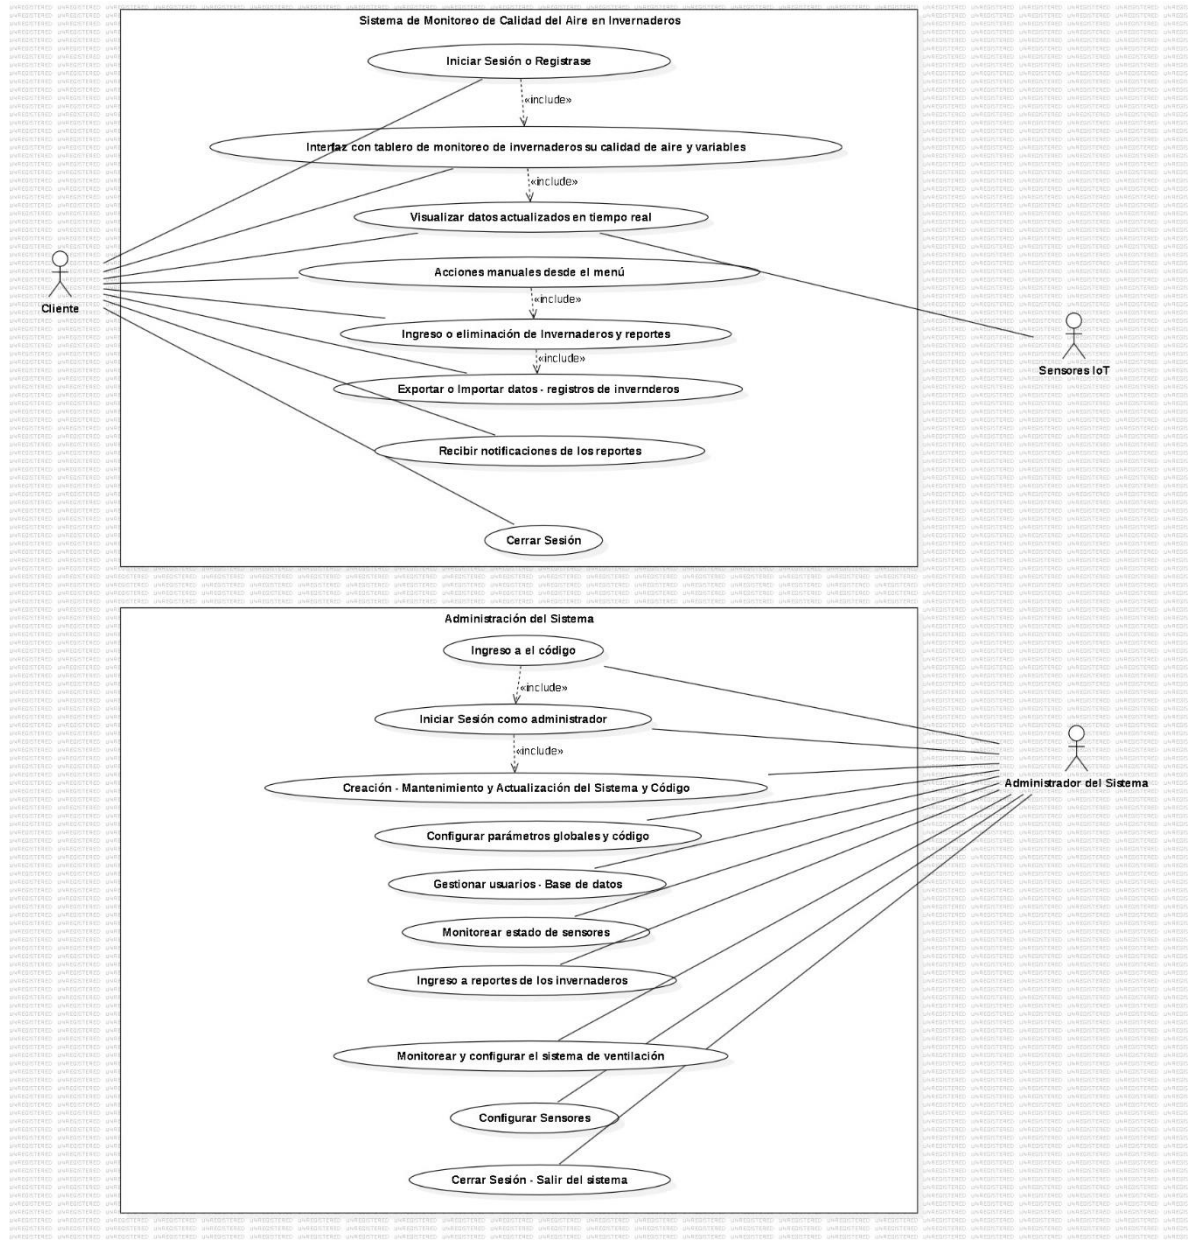 Sistema de Monitoreo de Calidad del Aire en Invernaderos
Iniciar Sesión o Registrase
«include»
Interfaz con tablero de monitoreo de invernaderos su calidad de aire y variables
«include»
Visualizar datos actualizados en tiempo real
Acciones manuales desde el menú
«include»
Cliente
Ingreso o eliminación de Invernaderos y reportes
«include»
Sensores IoT
Exportar o Importar datos - registros de invernderos
Recibir notificaciones de los reportes
Cerrar Sesión
Administración del Sistema
Ingreso a el código
«include»
Iniciar Sesión como administrador
«include»
Administrador del Sistema
Creación - Mantenimiento y Actualización del Sistema y Código
Configurar parámetros globales y código
Gestionar usuarios - Base de datos
Monitorear estado de sensores
Ingreso a reportes de los invernaderos
Monitorear y configurar el sistema de ventilación
Configurar Sensores
Cerrar Sesión - Salir del sistema
UNREGISTERED